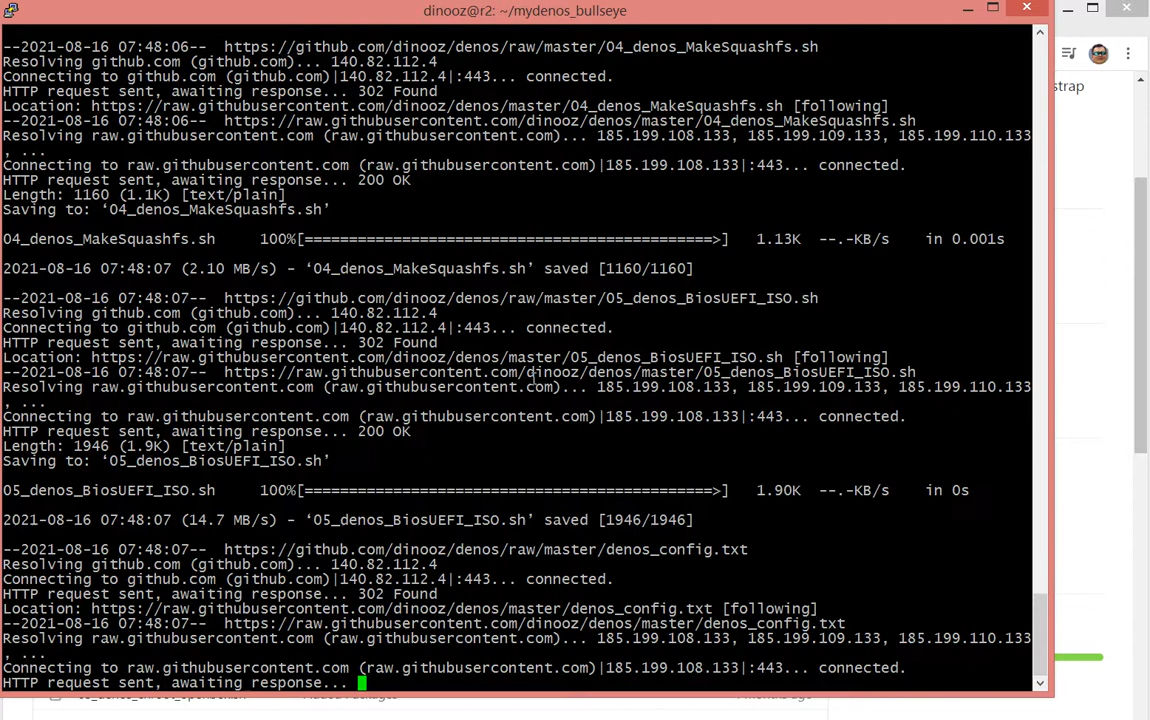 dinooz@r2: ~/mydenos_bullseye
--2021-08-16 07:48:06--  https://github.com/dinooz/denos/raw/master/04_denos_MakeSquashfs.sh
Resolving github.com (github.com)... 140.82.112.4
Connecting to github.com (github.com)|140.82.112.4|:443... connected.
HTTP request sent, awaiting response... 302 Found
Location: https://raw.githubusercontent.com/dinooz/denos/master/04_denos_MakeSquashfs.sh [following]
--2021-08-16 07:48:06--  https://raw.githubusercontent.com/dinooz/denos/master/04_denos_MakeSquashfs.sh
Resolving raw.githubusercontent.com (raw.githubusercontent.com)... 185.199.108.133, 185.199.109.133, 185.199.110.133
, ...
Connecting to raw.githubusercontent.com (raw.githubusercontent.com)|185.199.108.133|:443... connected.
HTTP request sent, awaiting response... 200 OK
Length: 1160 (1.1K) [text/plain]
Saving to: ‘04_denos_MakeSquashfs.sh’
04_denos_MakeSquashfs.sh     100%[==============================================>]   1.13K  --.-KB/s    in 0.001s
2021-08-16 07:48:07 (2.10 MB/s) - ‘04_denos_MakeSquashfs.sh’ saved [1160/1160]
--2021-08-16 07:48:07--  https://github.com/dinooz/denos/raw/master/05_denos_BiosUEFI_ISO.sh
Resolving github.com (github.com)... 140.82.112.4
Connecting to github.com (github.com)|140.82.112.4|:443... connected.
HTTP request sent, awaiting response... 302 Found
Location: https://raw.githubusercontent.com/dinooz/denos/master/05_denos_BiosUEFI_ISO.sh [following]
--2021-08-16 07:48:07--  https://raw.githubusercontent.com/dinooz/denos/master/05_denos_BiosUEFI_ISO.sh
Resolving raw.githubusercontent.com (raw.githubusercontent.com)... 185.199.108.133, 185.199.109.133, 185.199.110.133
, ...
Connecting to raw.githubusercontent.com (raw.githubusercontent.com)|185.199.108.133|:443... connected.
HTTP request sent, awaiting response... 200 OK
Length: 1946 (1.9K) [text/plain]
Saving to: ‘05_denos_BiosUEFI_ISO.sh’
05_denos_BiosUEFI_ISO.sh     100%[==============================================>]   1.90K  --.-KB/s    in 0s
2021-08-16 07:48:07 (14.7 MB/s) - ‘05_denos_BiosUEFI_ISO.sh’ saved [1946/1946]
--2021-08-16 07:48:07--  https://github.com/dinooz/denos/raw/master/denos_config.txt
Resolving github.com (github.com)... 140.82.112.4
Connecting to github.com (github.com)|140.82.112.4|:443... connected.
HTTP request sent, awaiting response... 302 Found
Location: https://raw.githubusercontent.com/dinooz/denos/master/denos_config.txt [following]
--2021-08-16 07:48:07--  https://raw.githubusercontent.com/dinooz/denos/master/denos_config.txt
Resolving raw.githubusercontent.com (raw.githubusercontent.com)... 185.199.108.133, 185.199.109.133, 185.199.110.133
, ...
Connecting to raw.githubusercontent.com (raw.githubusercontent.com)|185.199.108.133|:443... connected.
HTTP request sent, awaiting response...
strap